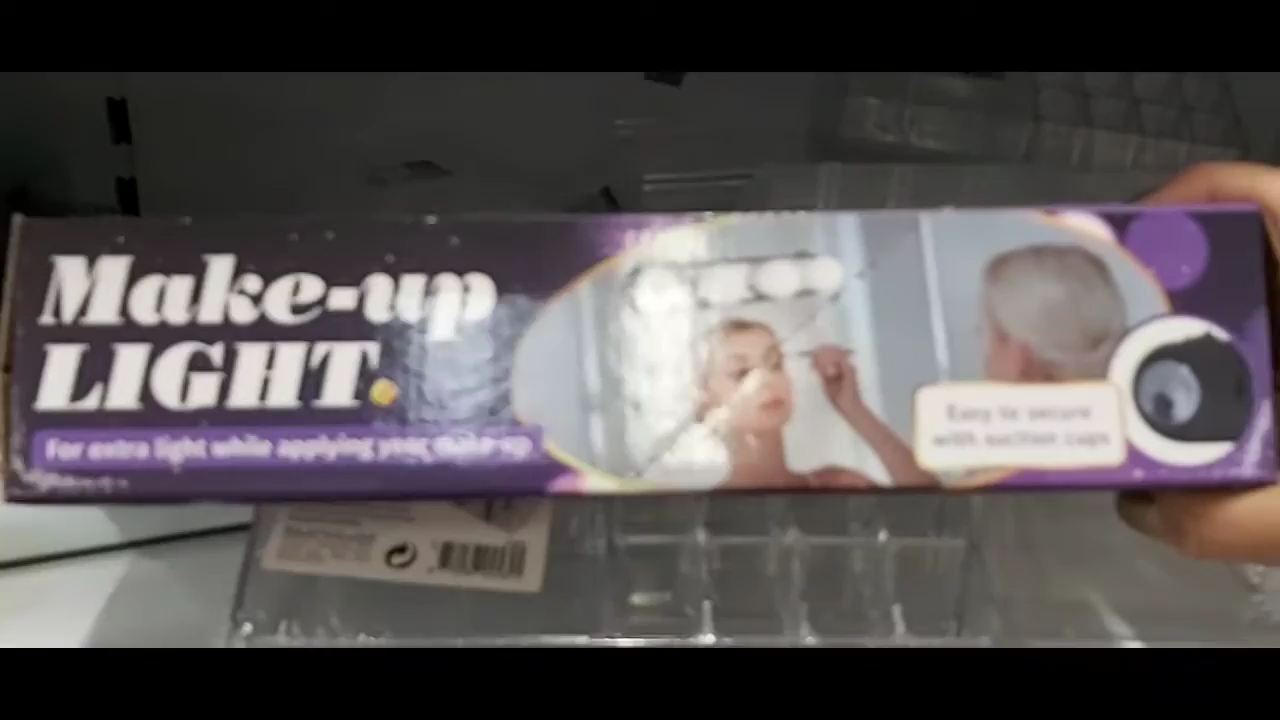 Make-up
LIGHT.
For extra light while applying your make-up
Easy to secure
with suction cups